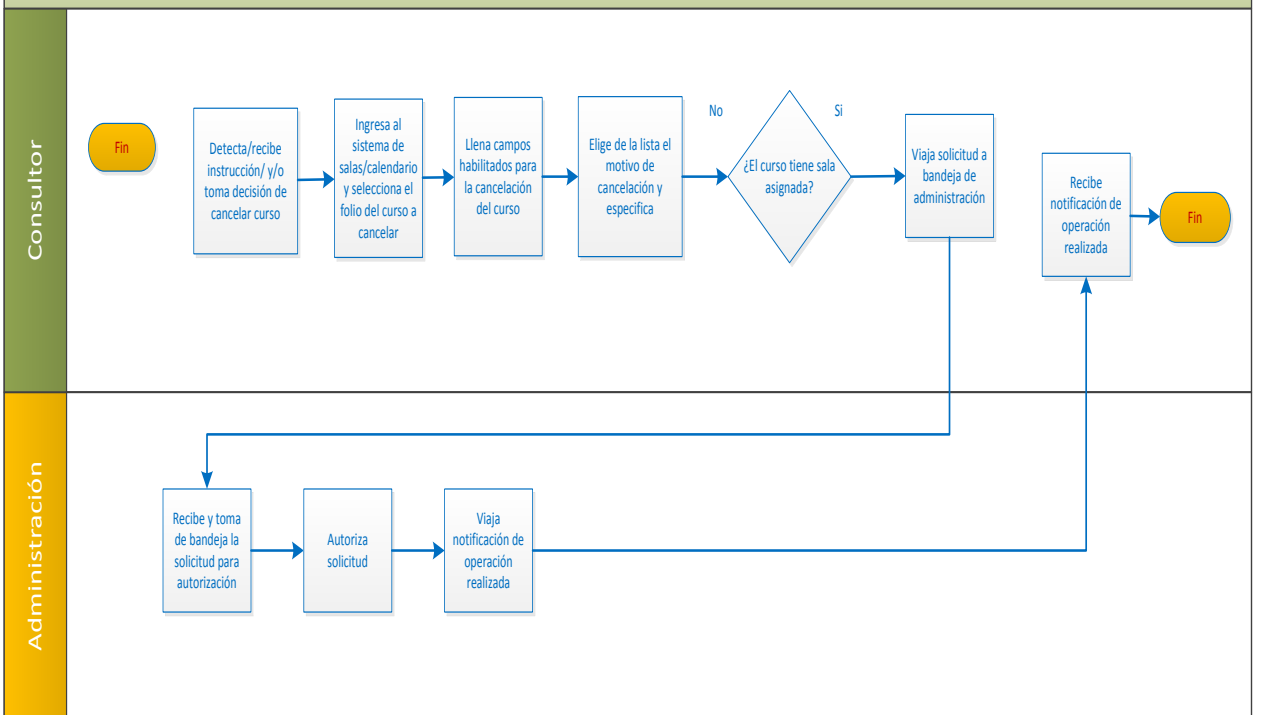 Consultor
Fin
Detecta/recibe
instrucción/ y/o
toma decisión de
cancelar curso
Ingresa al
sistema de
salas/calendario
y selecciona el
folio del curso a
cancelar
Llena campos
habilitados para
la cancelación
del curso
Elige de la lista el
motivo de
cancelación y
especifica
No
¿El curso tiene sala
asignada?
Si
Viaja solicitud a
bandeja de
administración
Recibe
notificación de
operación
realizada
Fin
Administración
Recibe y toma
de bandeja la
solicitud para
autorización
Autoriza
solicitud
Viaja
notificación de
operación
realizada